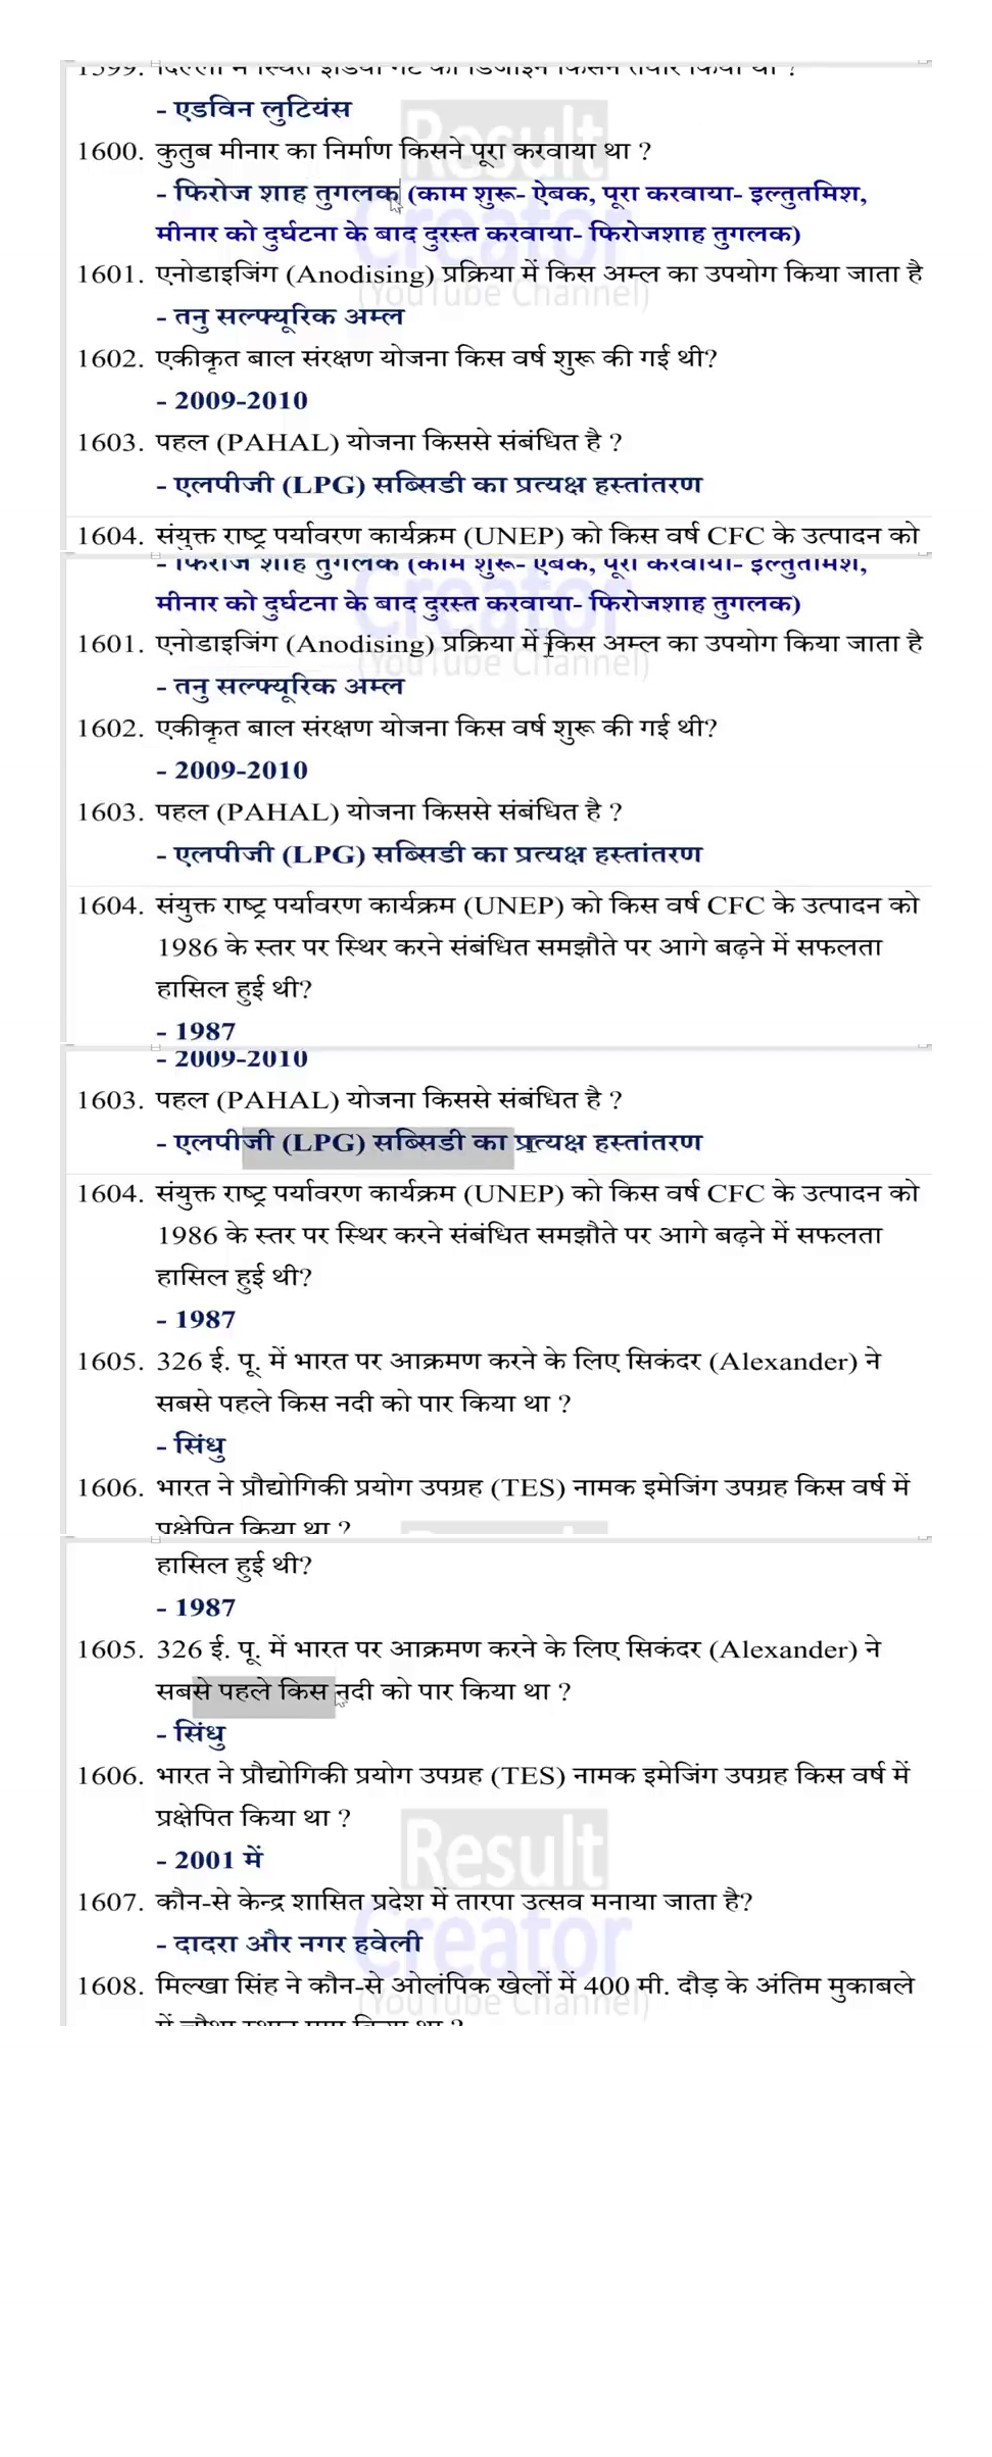 1599. दिल्ली में स्थित इंडिया गेट का डिजाइन किसने तैयार किया था ?
- एडविन लुटियंस
1600. कुतुब मीनार का निर्माण किसने पूरा करवाया था ?
- फिरोज शाह तुगलक (काम शुरू- ऐबक, पूरा करवाया- इल्तुतमिश,
मीनार को दुर्घटना के बाद दुरस्त करवाया- फिरोजशाह तुगलक)
1601. एनोडाइजिंग (Anodising) प्रक्रिया में किस अम्ल का उपयोग किया जाता है
- तनु सल्फ्यूरिक अम्ल
1602. एकीकृत बाल संरक्षण योजना किस वर्ष शुरू की गई थी?
- 2009-2010
1603. पहल (PAHAL) योजना किससे संबंधित है ?
- एलपीजी (LPG) सब्सिडी का प्रत्यक्ष हस्तांतरण
1604. संयुक्त राष्ट्र पर्यावरण कार्यक्रम (UNEP) को किस वर्ष CFC के उत्पादन को
- फिरोज शाह तुगलक (काम शुरू- ऐबक, पूरा करवाया- इल्तुतमिश,
मीनार को दुर्घटना के बाद दुरस्त करवाया- फिरोजशाह तुगलक)
1601. एनोडाइजिंग (Anodising) प्रक्रिया में किस अम्ल का उपयोग किया जाता है
- तनु सल्फ्यूरिक अम्ल
1602. एकीकृत बाल संरक्षण योजना किस वर्ष शुरू की गई थी?
- 2009-2010
1603. पहल (PAHAL) योजना किससे संबंधित है ?
- एलपीजी (LPG) सब्सिडी का प्रत्यक्ष हस्तांतरण
1604. संयुक्त राष्ट्र पर्यावरण कार्यक्रम (UNEP) को किस वर्ष CFC के उत्पादन को
1986 के स्तर पर स्थिर करने संबंधित समझौते पर आगे बढ़ने में सफलता
हासिल हुई थी?
- 1987
- 2009-2010
1603. पहल (PAHAL) योजना किससे संबंधित है ?
- एलपीजी (LPG) सब्सिडी का प्रत्यक्ष हस्तांतरण
1604. संयुक्त राष्ट्र पर्यावरण कार्यक्रम (UNEP) को किस वर्ष CFC के उत्पादन को
1986 के स्तर पर स्थिर करने संबंधित समझौते पर आगे बढ़ने में सफलता
हासिल हुई थी?
- 1987
1605. 326 ई. पू. में भारत पर आक्रमण करने के लिए सिकंदर (Alexander) ने
सबसे पहले किस नदी को पार किया था ?
- सिंधु
1606. भारत ने प्रौद्योगिकी प्रयोग उपग्रह (TES) नामक इमेजिंग उपग्रह किस वर्ष में
प्रक्षेपित किया था ?
हासिल हुई थी?
- 1987
1605. 326 ई. पू. में भारत पर आक्रमण करने के लिए सिकंदर (Alexander) ने
सबसे पहले किस नदी को पार किया था ?
- सिंधु
1606. भारत ने प्रौद्योगिकी प्रयोग उपग्रह (TES) नामक इमेजिंग उपग्रह किस वर्ष में
प्रक्षेपित किया था ?
- 2001 में
1607. कौन-से केन्द्र शासित प्रदेश में तारपा उत्सव मनाया जाता है?
- दादरा और नगर हवेली
1608. मिल्खा सिंह ने कौन-से ओलंपिक खेलों में 400 मी. दौड़ के अंतिम मुकाबले
में चौथा स्थान प्राप्त किया था ?
Result
Creator
(YouTube Channel)